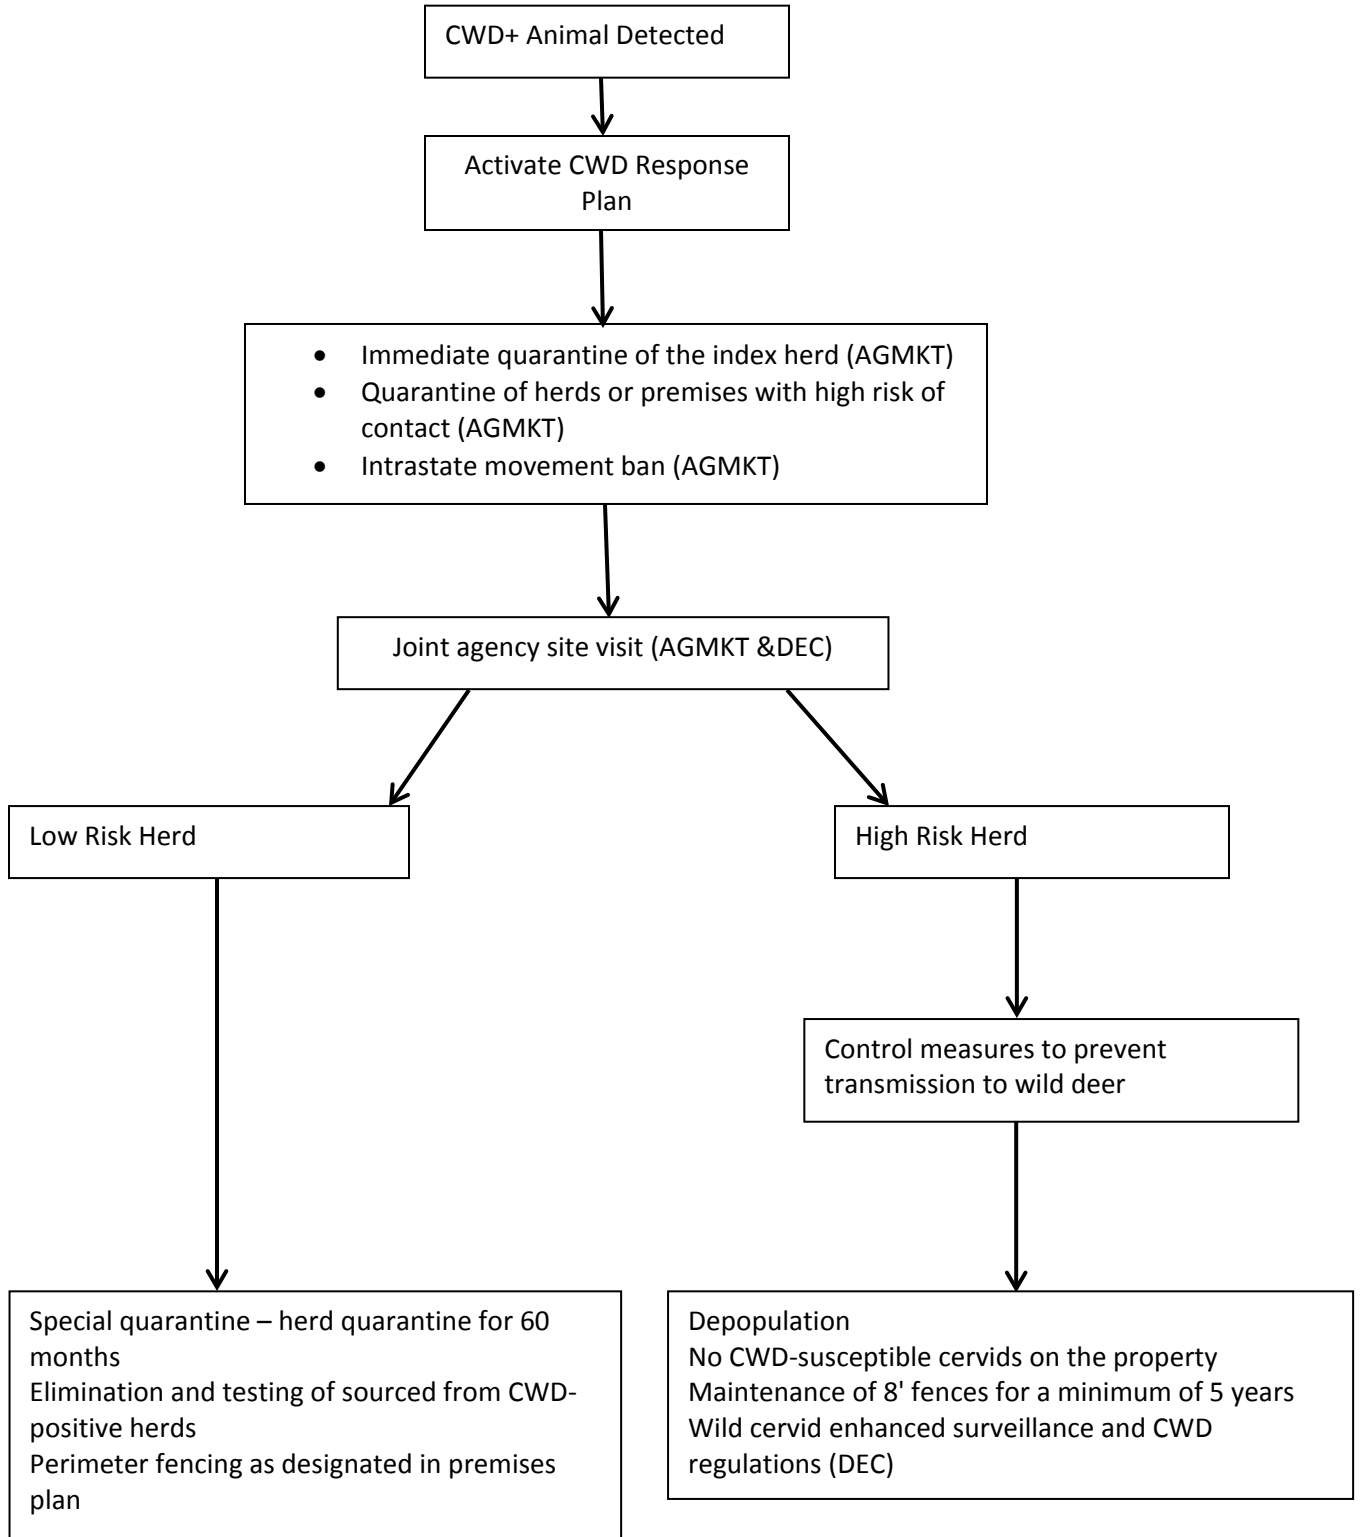 CWD+ Animal Detected
Activate CWD Response
Plan
• Immediate quarantine of the index herd (AGMKT)
• Quarantine of herds or premises with high risk of
contact (AGMKT)
• Intrastate movement ban (AGMKT)
Joint agency site visit (AGMKT &DEC)
Low Risk Herd
High Risk Herd
Control measures to prevent
transmission to wild deer
Special quarantine – herd quarantine for 60
months
Elimination and testing of sourced from CWD-
positive herds
Perimeter fencing as designated in premises
plan
Depopulation
No CWD-susceptible cervids on the property
Maintenance of 8' fences for a minimum of 5 years
Wild cervid enhanced surveillance and CWD
regulations (DEC)